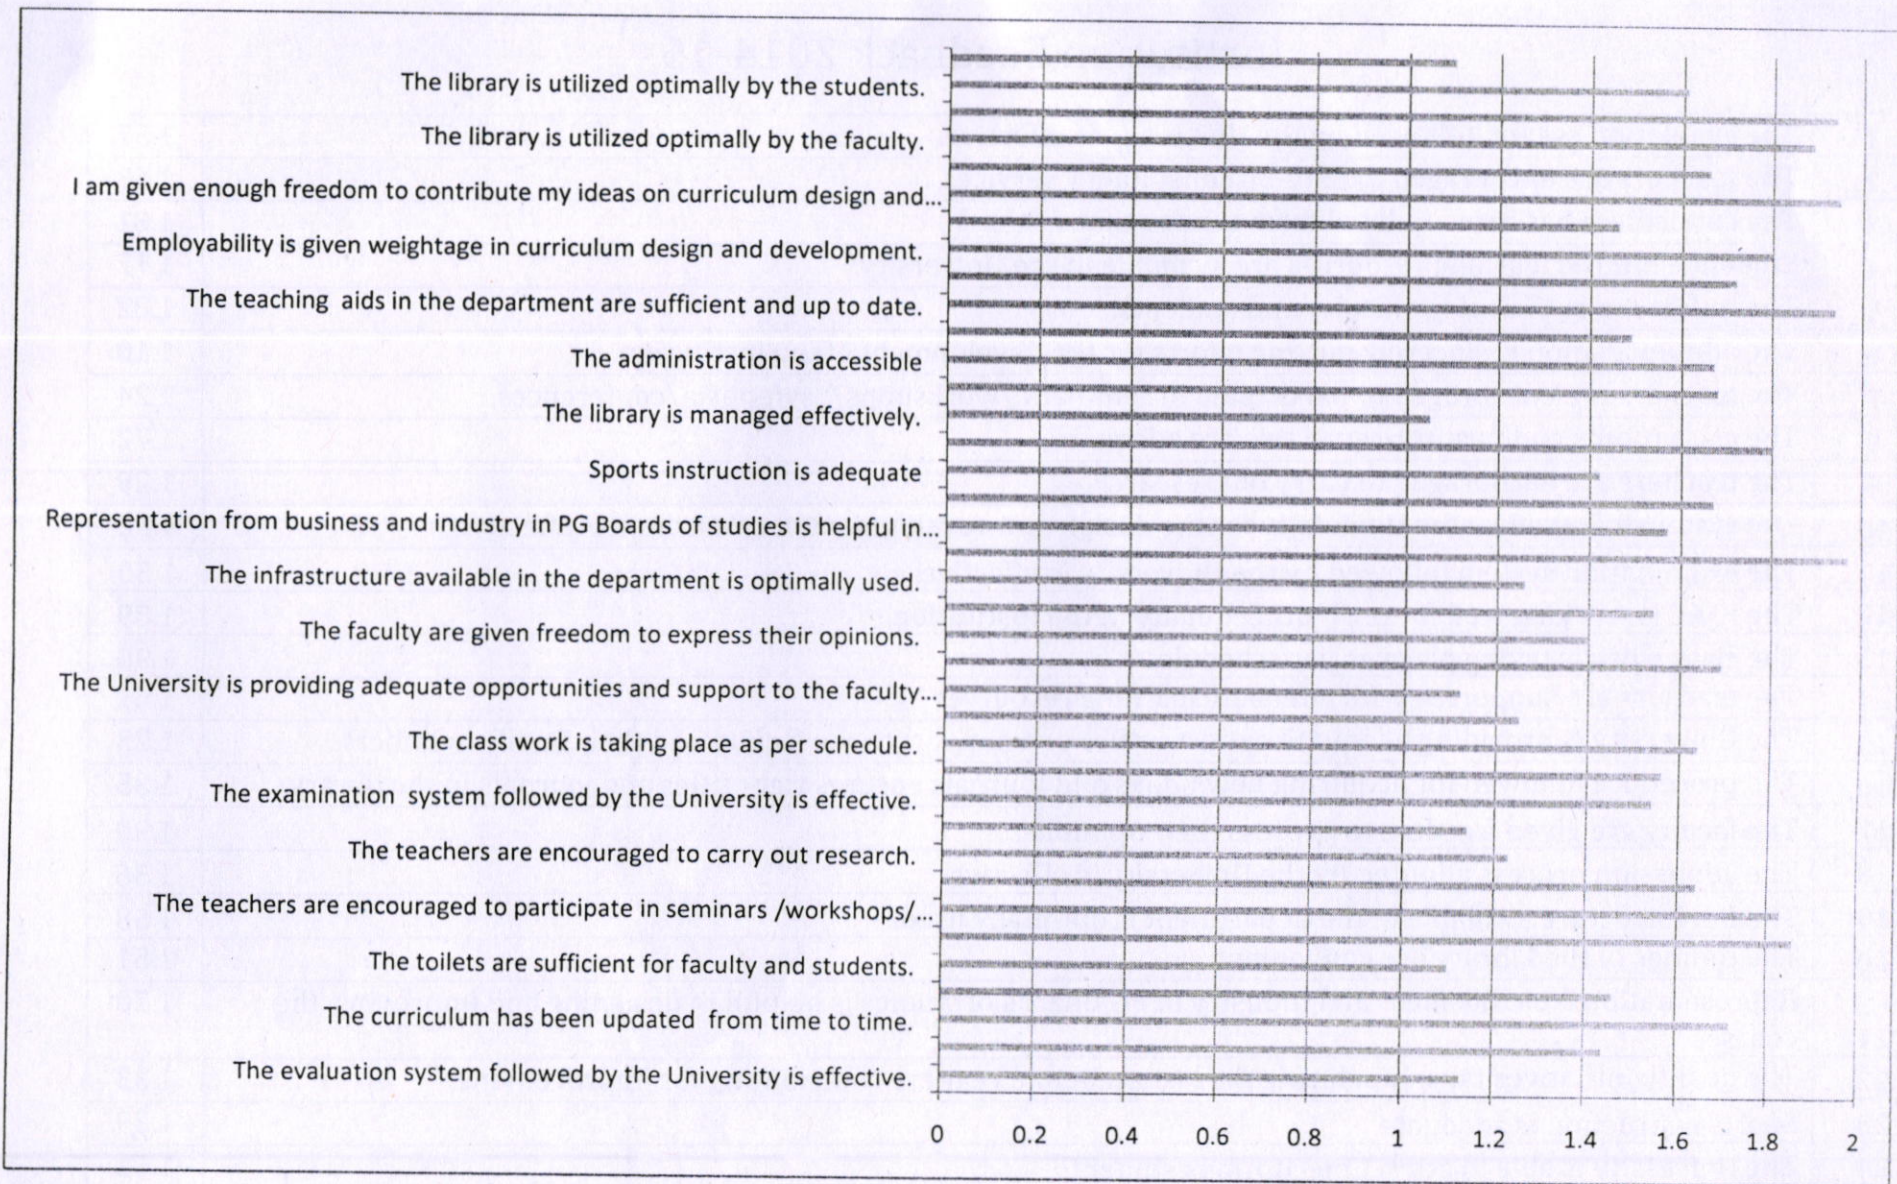 The library is utilized optimally by the students.
The library is utilized optimally by the faculty.
I am given enough freedom to contribute my ideas on curriculum design and...
Employability is given weightage in curriculum design and development.
The teaching aids in the department are sufficient and up to date.
The administration is accessible
The library is managed effectively.
Sports instruction is adequate
Representation from business and industry in PG Boards of studies is helpful in...
The infrastructure available in the department is optimally used.
The faculty are given freedom to express their opinions.
The University is providing adequate opportunities and support to the faculty...
The class work is taking place as per schedule.
The examination system followed by the University is effective.
The teachers are encouraged to carry out research.
The teachers are encouraged to participate in seminars /workshops/...
The toilets are sufficient for faculty and students.
The curriculum has been updated from time to time.
The evaluation system followed by the University is effective.
0 0.2 0.4 0.6 0.8 1 1.2 1.4 1.6 1.8 2